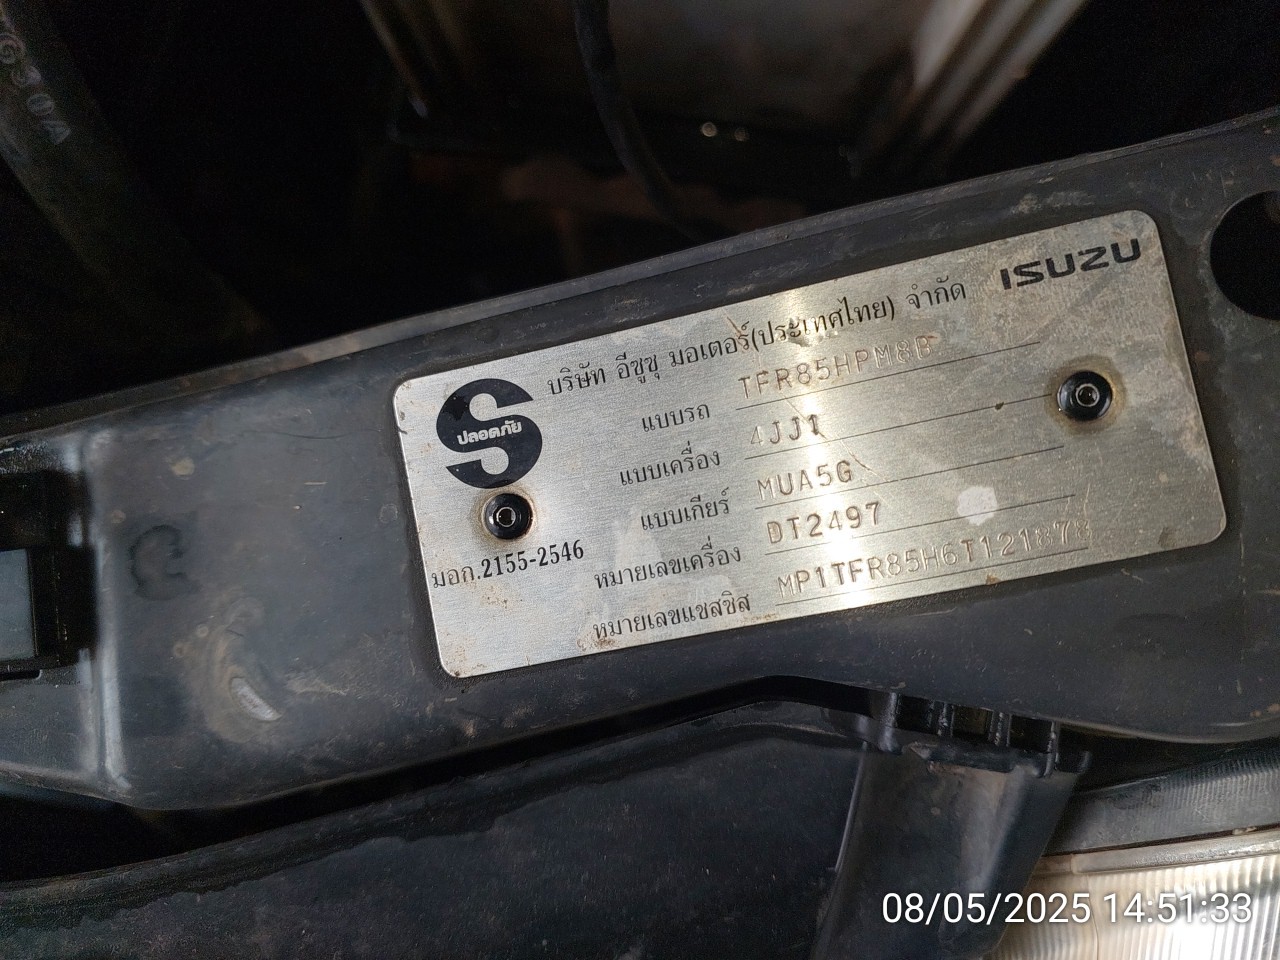 G30A
ISUZU
บริษัท อีซูซุ มอเตอร์(ประเทศไทย) จำกัด
ปลอดภัย
มอก.2155-2546
แบบรถ TFR85HPM8B
แบบเครื่อง 4JJ1
แบบเกียร์ MUA5G
หมายเลขเครื่อง DT2497
หมายเลขแชสซิส MP1TFR85H6T121878
08/05/2025 14:51:33